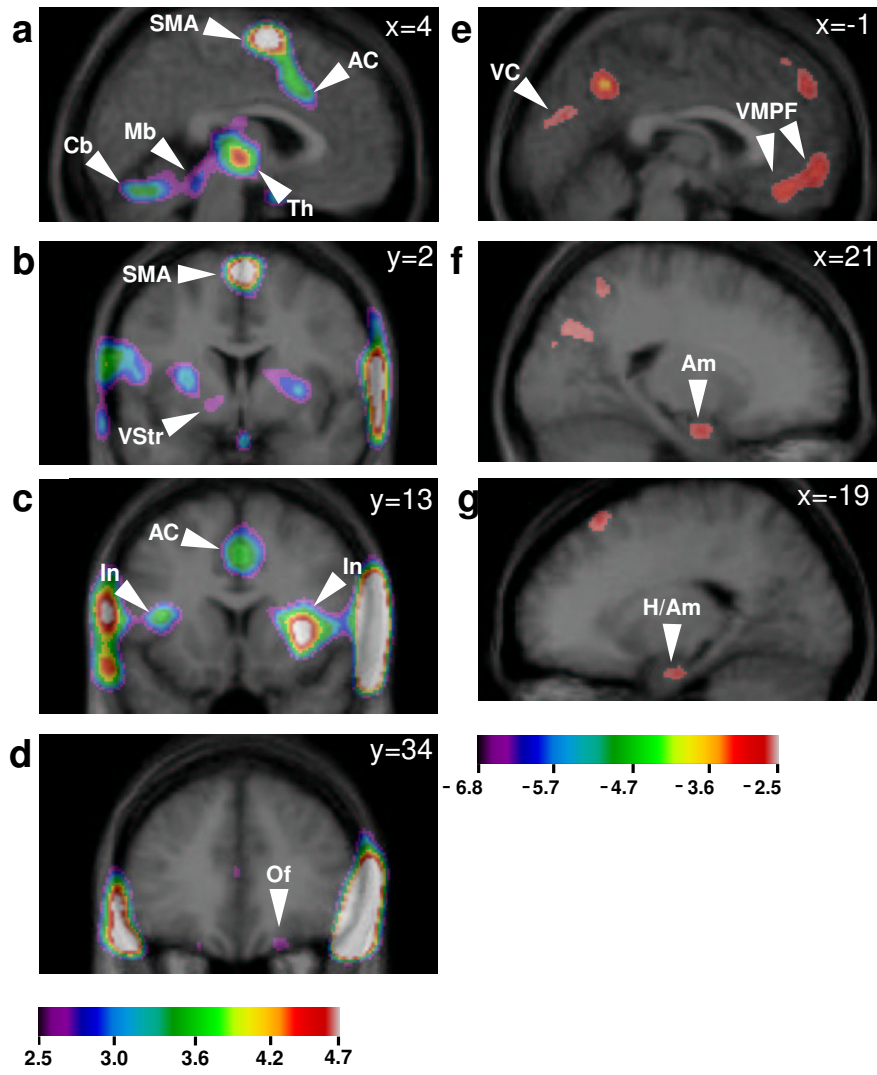 a
SMA
x=4
AC
Mb
Cb
Th
b
y=2
SMA
VStr
c
y=13
AC
In
In
d
y=34
Of
2.5 3.0 3.6 4.2 4.7
e
x=-1
VC
VMPF
f
x=21
Am
g
x=-19
H/Am
-6.8 -5.7 -4.7 -3.6 -2.5